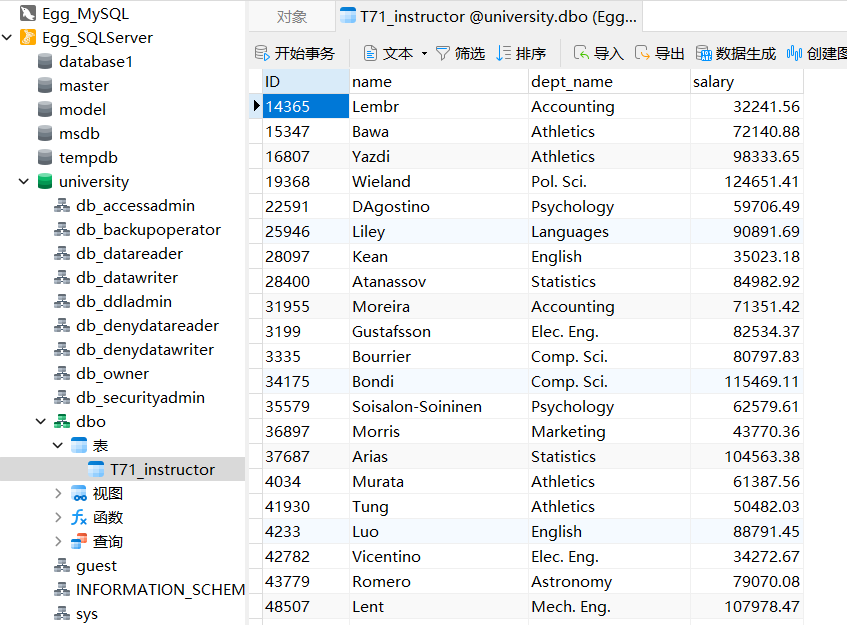 Egg_MySQL
Egg_SQLServer
database1
master
model
msdb
tempdb
university
db_accessadmin
db_backupoperator
db_datareader
db_datawriter
db_ddladmin
db_denydatareader
db_denydatawriter
db_owner
db_securityadmin
dbo
表
T71_instructor
视图
函数
查询
guest
INFORMATION_SCHEM
sys
对象 T71_instructor @university.dbo (Egg...
开始事务 文本 筛选 排序 导入 导出 数据生成 创建图
ID name dept_name salary
14365 Lembr Accounting 32241.56
15347 Bawa Athletics 72140.88
16807 Yazdi Athletics 98333.65
19368 Wieland Pol. Sci. 124651.41
22591 DAgostino Psychology 59706.49
25946 Liley Languages 90891.69
28097 Kean English 35023.18
28400 Atanassov Statistics 84982.92
31955 Moreira Accounting 71351.42
3199 Gustafsson Elec. Eng. 82534.37
3335 Bourrier Comp. Sci. 80797.83
34175 Bondi Comp. Sci. 115469.11
35579 Soisalon-Soininen Psychology 62579.61
36897 Morris Marketing 43770.36
37687 Arias Statistics 104563.38
4034 Murata Athletics 61387.56
41930 Tung Athletics 50482.03
4233 Luo English 88791.45
42782 Vicentino Elec. Eng. 34272.67
43779 Romero Astronomy 79070.08
48507 Lent Mech. Eng. 107978.47